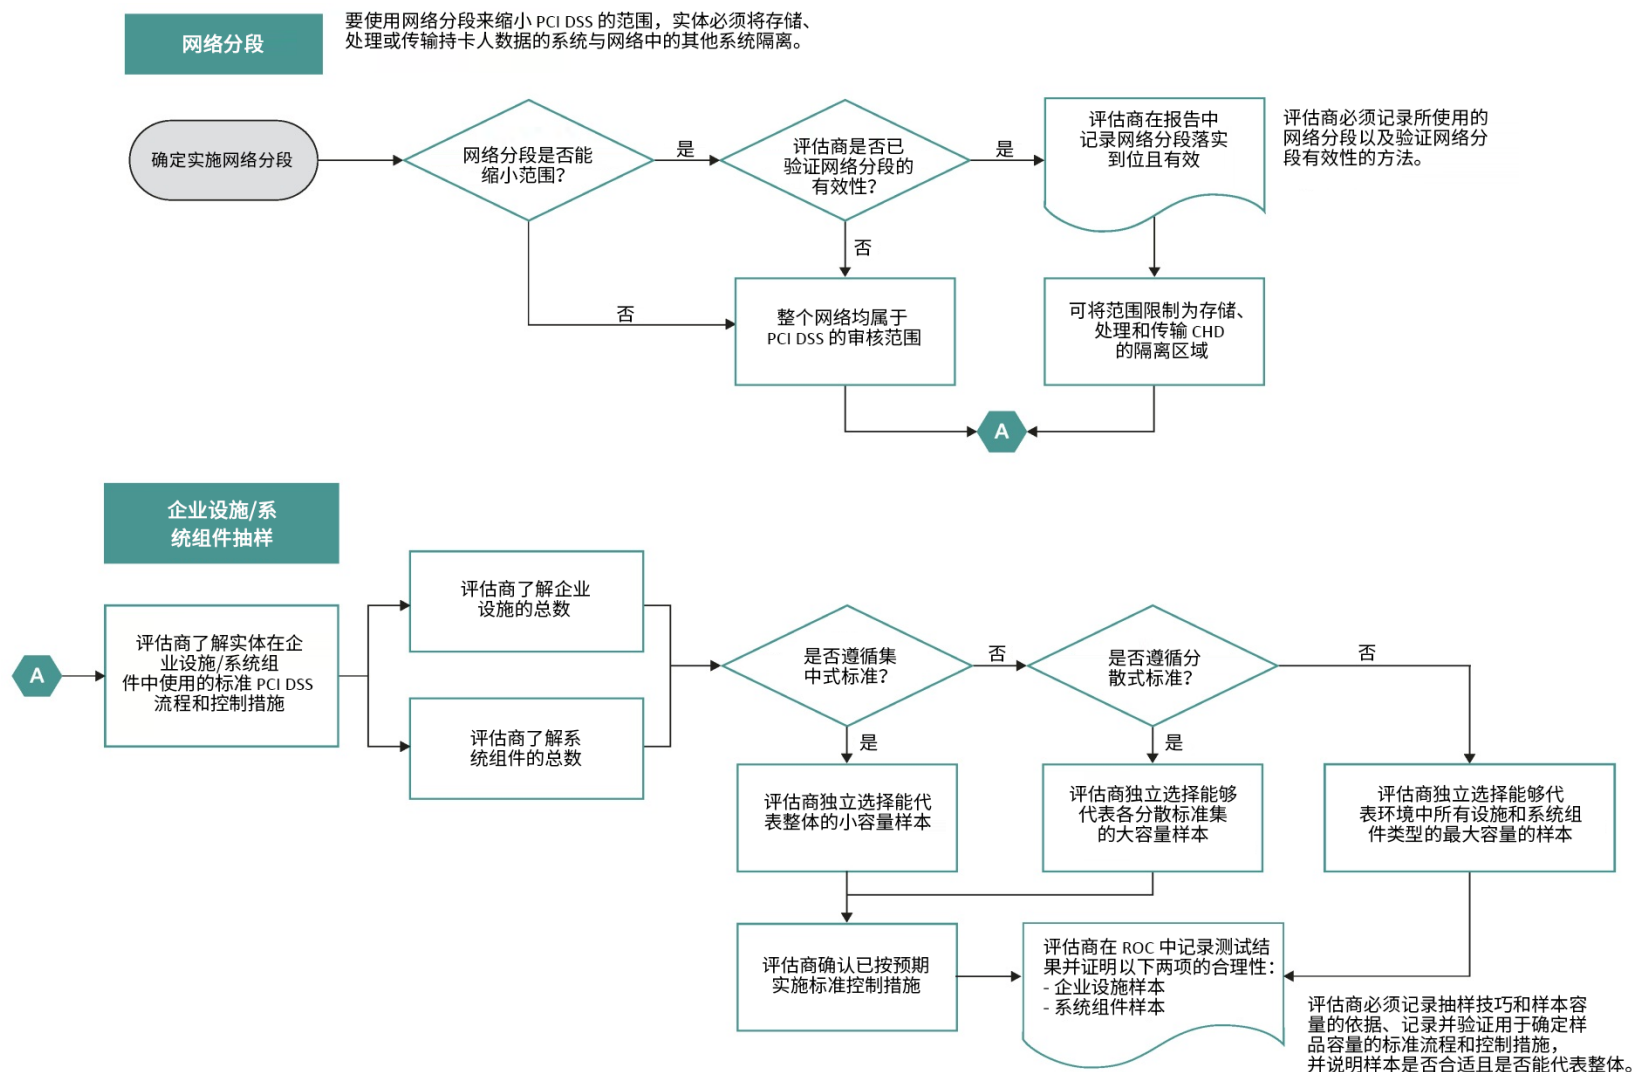 网络分段
要使用网络分段来缩小 PCI DSS 的范围，实体必须将存储、
处理或传输持卡人数据的系统与网络中的其他系统隔离。
确定实施网络分段
网络分段是否能
缩小范围？
是
评估商是否已
验证网络分段的
有效性？
是
评估商在报告中
记录网络分段落实
到位且有效
评估商必须记录所使用的
网络分段以及验证网络分
段有效性的方法。
否
否
整个网络均属于
PCI DSS 的审核范围
可将范围限制为存储、
处理和传输 CHD
的隔离区域
A
企业设施/系
统组件抽样
A
评估商了解实体在企
业设施/系统组
件中使用的标准 PCI DSS
流程和控制措施
评估商了解企业
设施的总数
评估商了解系
统组件的总数
是否遵循集
中式标准？
否
是否遵循分
散式标准？
否
是
是
评估商独立选择能代
表整体的小容量样本
评估商独立选择能够
代表各分散标准集
的大容量样本
评估商独立选择能够代
表环境中所有设施和系统组
件类型的最大容量的样本
评估商确认已按预期
实施标准控制措施
评估商在 ROC 中记录测试结
果并证明以下两项的合理性：
- 企业设施样本
- 系统组件样本
评估商必须记录抽样技巧和样本容
量的依据、记录并验证用于确定样
品容量的标准流程和控制措施，
并说明样本是否合适且是否能代表整体。